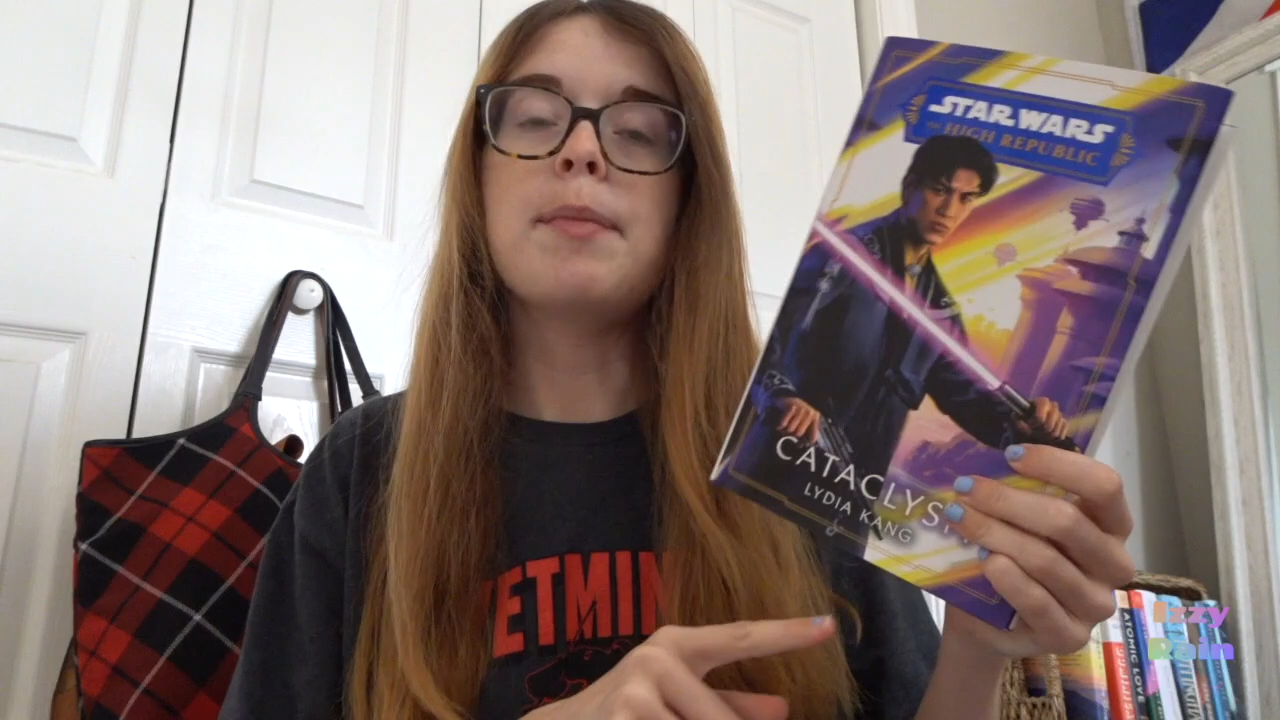 STAR WARS
THE HIGH REPUBLIC
CATACLYSM
LYDIA KANG
ETMIN
ATOMIC LOVE
Izzy
Rain